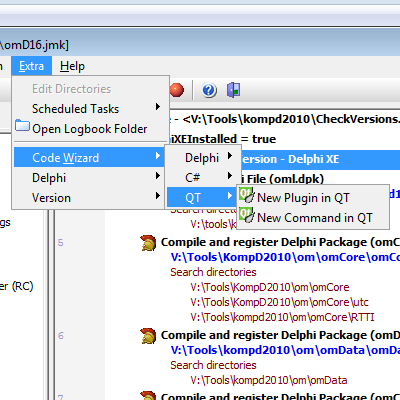 \omD16.jmk]
Extra Help
Edit Directories
Scheduled Tasks
Open Logbook Folder
Code Wizard
Delphi
Version
Delphi
C#
QT
New Plugin in QT
New Command in QT
- <V:\Tools\kompd2010\CheckVersions.
iXEInstalled = true
ersion - Delphi XE
File (oml.dpk)
Search directories
V:\tools\k
5 Compile and register Delphi Package (omC
V:\Tools\KompD2010\om\omCore\omCo
Search directories
V:\Tools\KompD2010\om\omCore
V:\Tools\KompD2010\om\omCore\utc
V:\Tools\KompD2010\om\omCore\RTTI
6 Compile and register Delphi Package (omD
V:\Tools\kompd2010\om\omData\omDa
Search directories
V:\Tools\kompd2010\om\omData
7 Compile and register Delphi Package (omC
gs
er (RC)